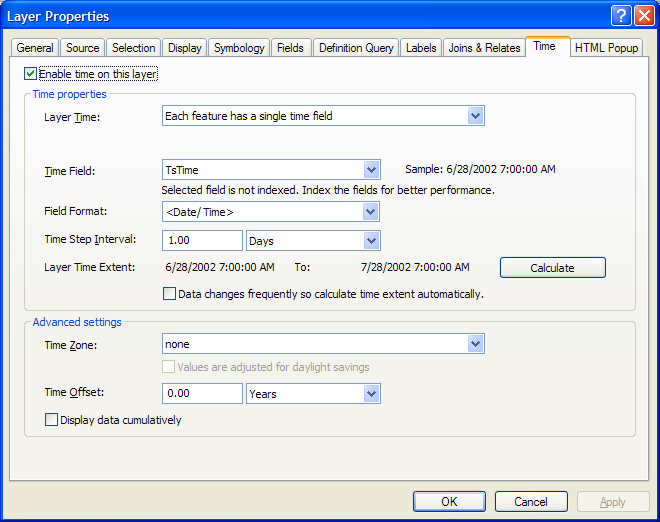 Layer Properties
General Source Selection Display Symbology Fields Definition Query Labels Joins & Relates Time HTML Popup
Enable time on this layer
Time properties
Layer Time: Each feature has a single time field
Time Field: TsTime Sample: 6/28/2002 7:00:00 AM
Selected field is not indexed. Index the fields for better performance.
Field Format: <Date/Time>
Time Step Interval: 1.00 Days
Layer Time Extent: 6/28/2002 7:00:00 AM To: 7/28/2002 7:00:00 AM Calculate
Data changes frequently so calculate time extent automatically.
Advanced settings
Time Zone: none
Values are adjusted for daylight savings
Time Offset: 0.00 Years
Display data cumulatively
OK Cancel Apply